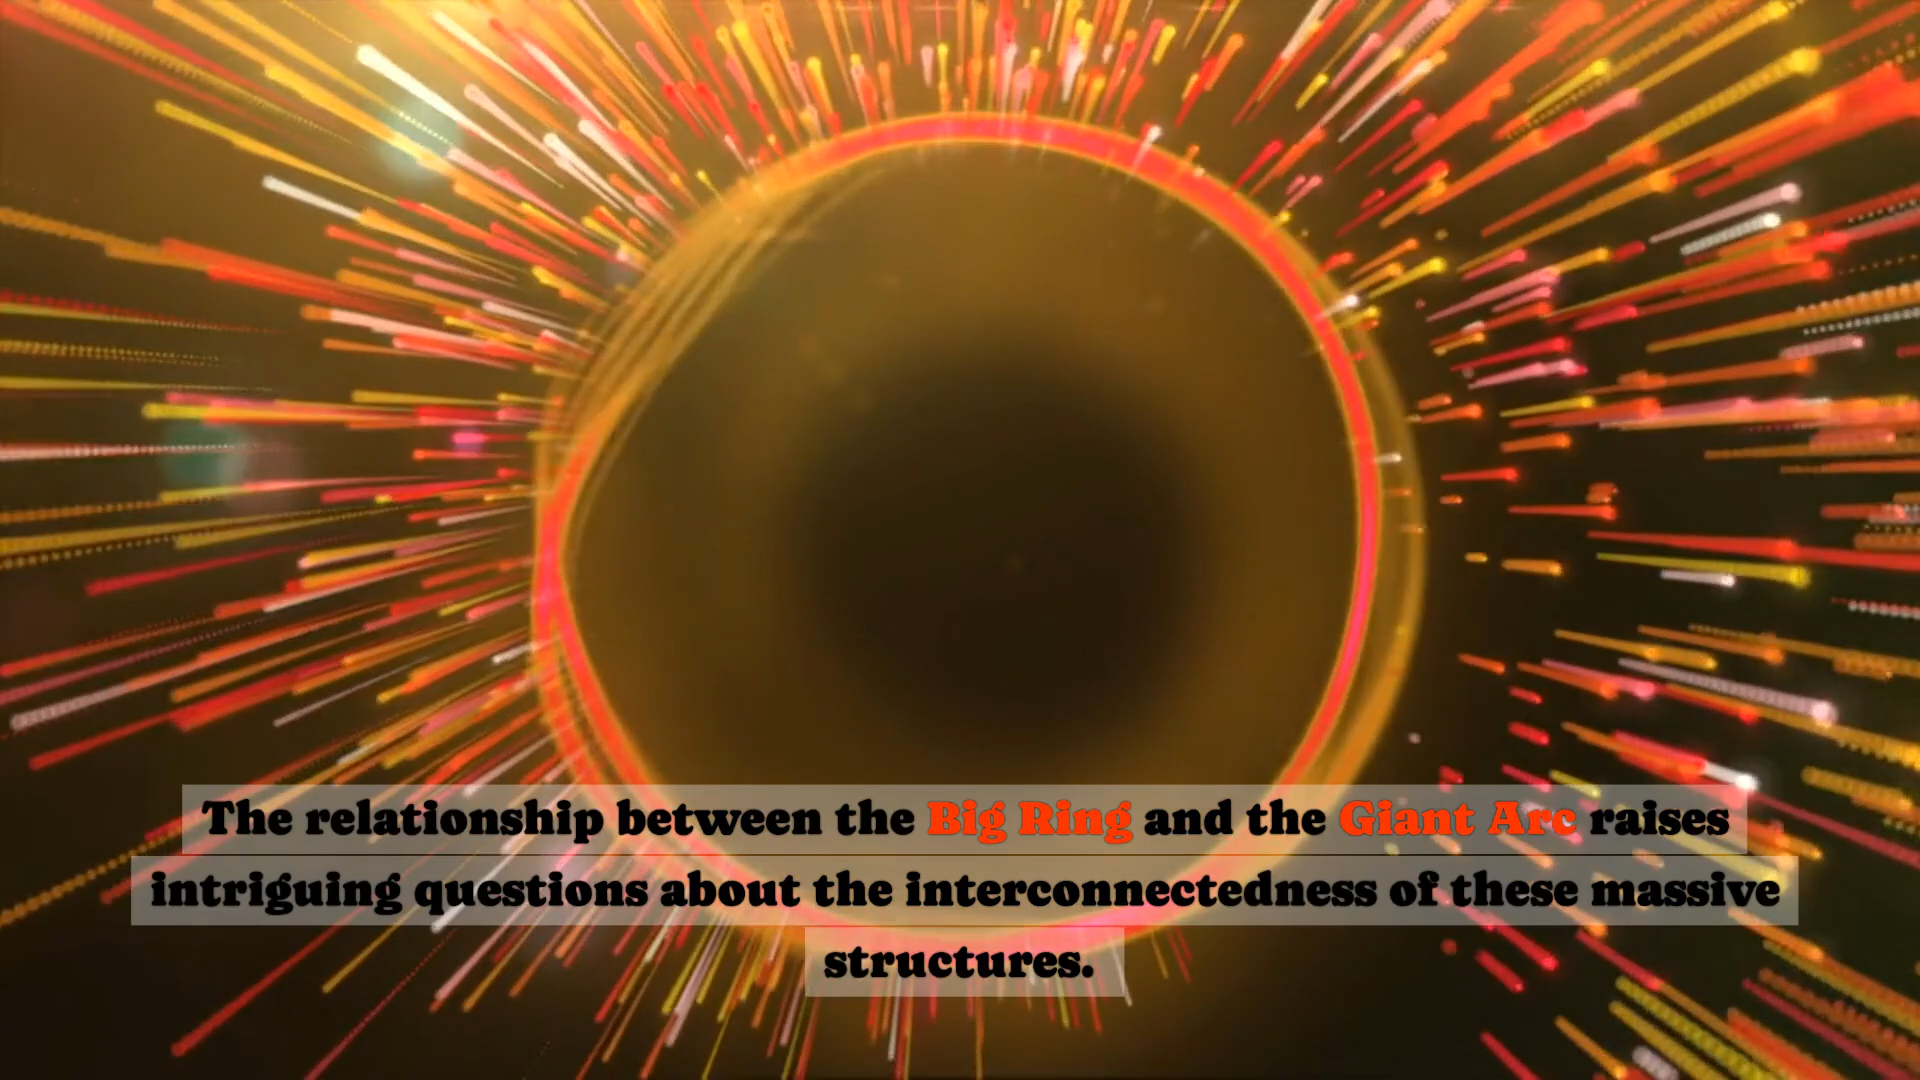 The relationship between the Big Ring and the Giant Arc raises
intriguing questions about the interconnectedness of these massive
structures.